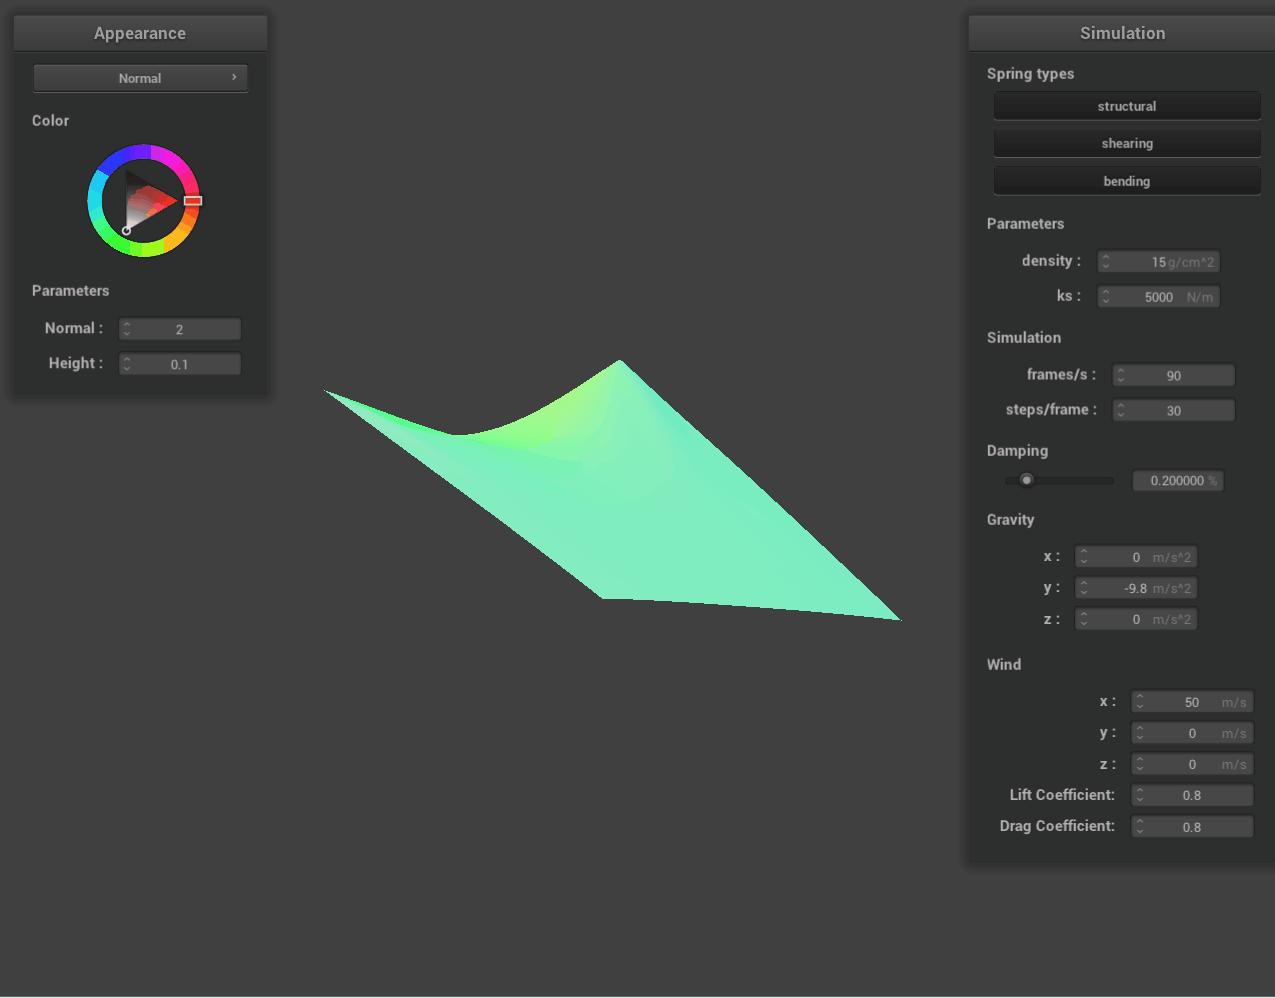 Appearance
Normal
Color
Parameters
Normal : 2
Height : 0.1
Simulation
Spring types
structural
shearing
bending
Parameters
density : 15 g/cm^2
ks : 5000 N/m
Simulation
frames/s : 90
steps/frame : 30
Damping
0.200000 %
Gravity
x : 0 m/s^2
y : -9.8 m/s^2
z : 0 m/s^2
Wind
x : 50 m/s
y : 0 m/s
z : 0 m/s
Lift Coefficient: 0.8
Drag Coefficient: 0.8